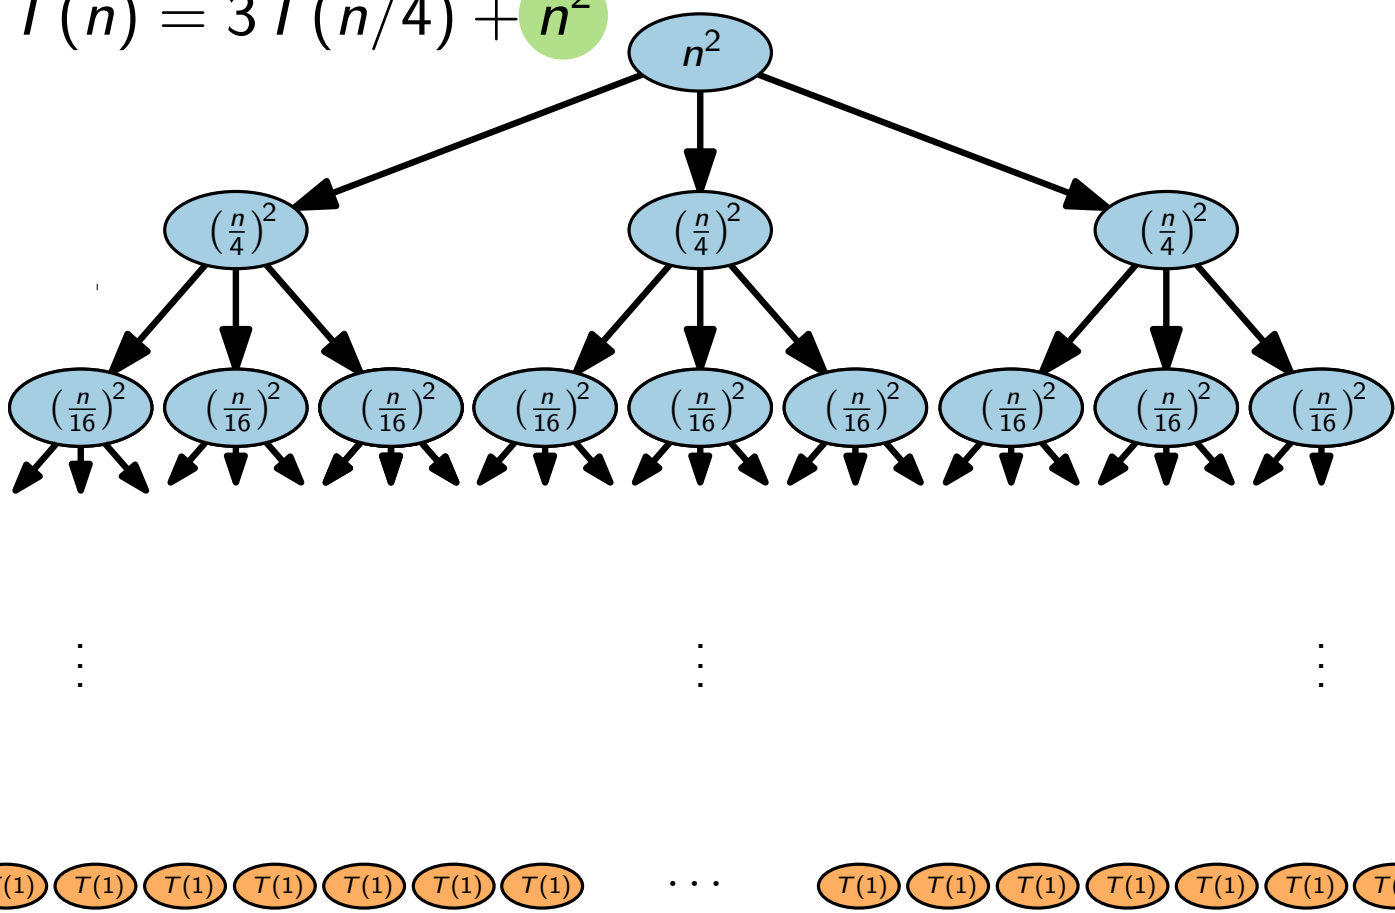 T(n) = 3T(n/4) + n²
n²
(n/4)² (n/4)² (n/4)²
(n/16)² (n/16)² (n/16)² (n/16)² (n/16)² (n/16)² (n/16)² (n/16)² (n/16)²
⋮ ⋮ ⋮
T(1) T(1) T(1) T(1) T(1) T(1) T(1) ⋯ T(1) T(1) T(1) T(1) T(1) T(1) T(